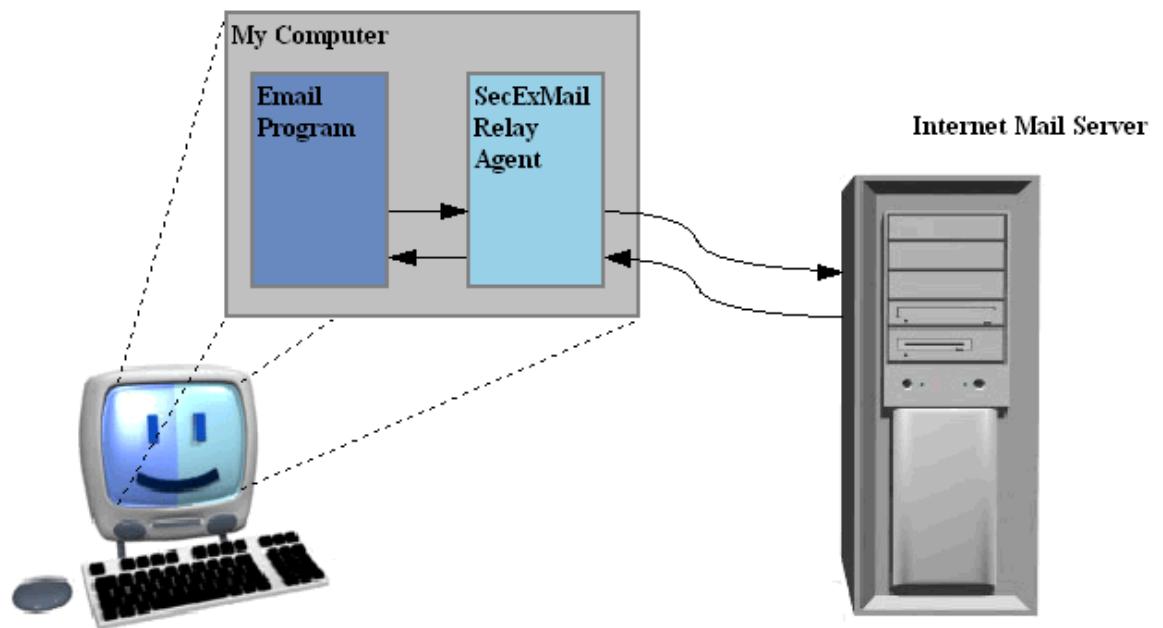 My Computer
Email
Program
SecExMail
Relay
Agent
Internet Mail Server